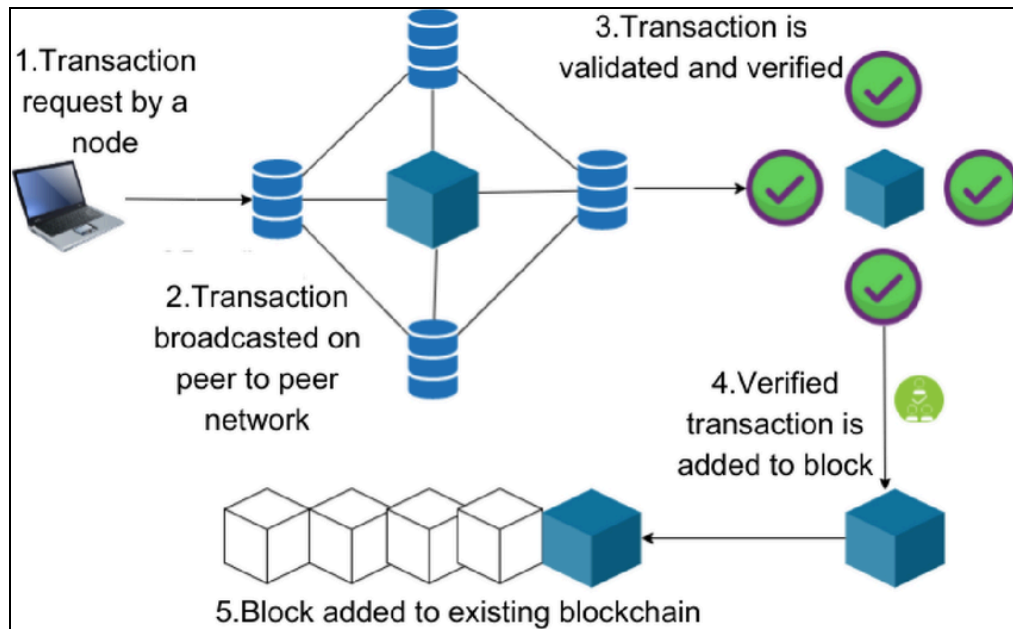 1.Transaction
request by a
node
2.Transaction
broadcasted on
peer to peer
network
3.Transaction is
validated and verified
4.Verified
transaction is
added to block
5.Block added to existing blockchain